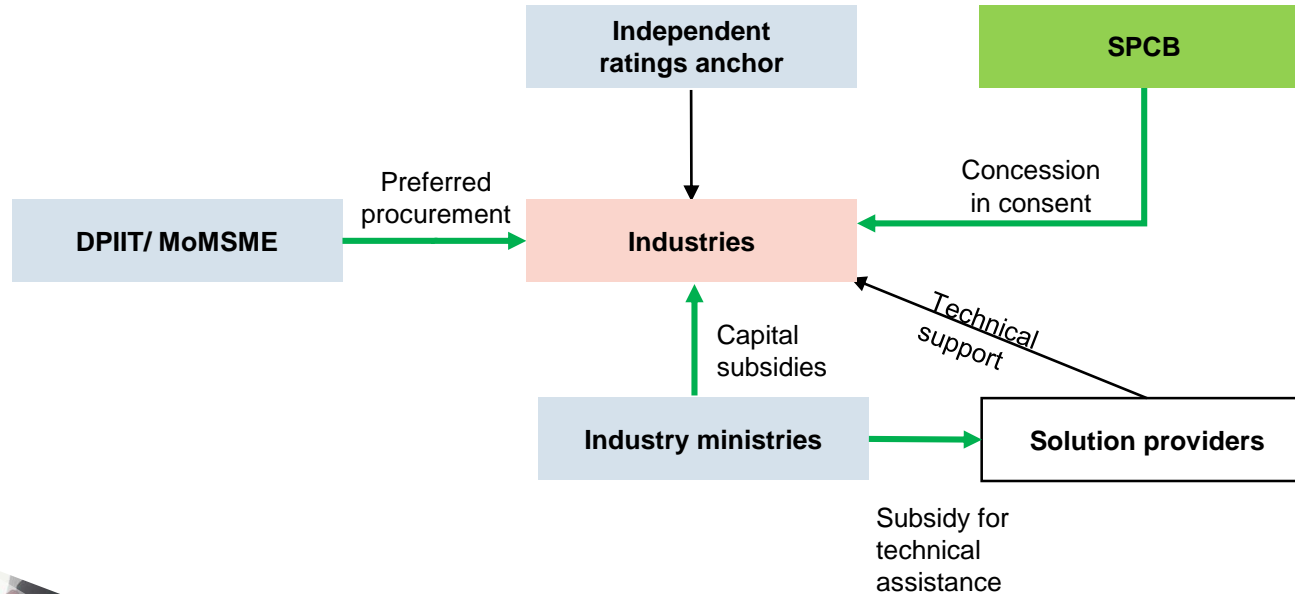 Independent
ratings anchor
SPCB
Preferred
procurement
Concession
in consent
DPIIT/ MoMSME
Industries
Technical
support
Capital
subsidies
Industry ministries
Solution providers
Subsidy for
technical
assistance